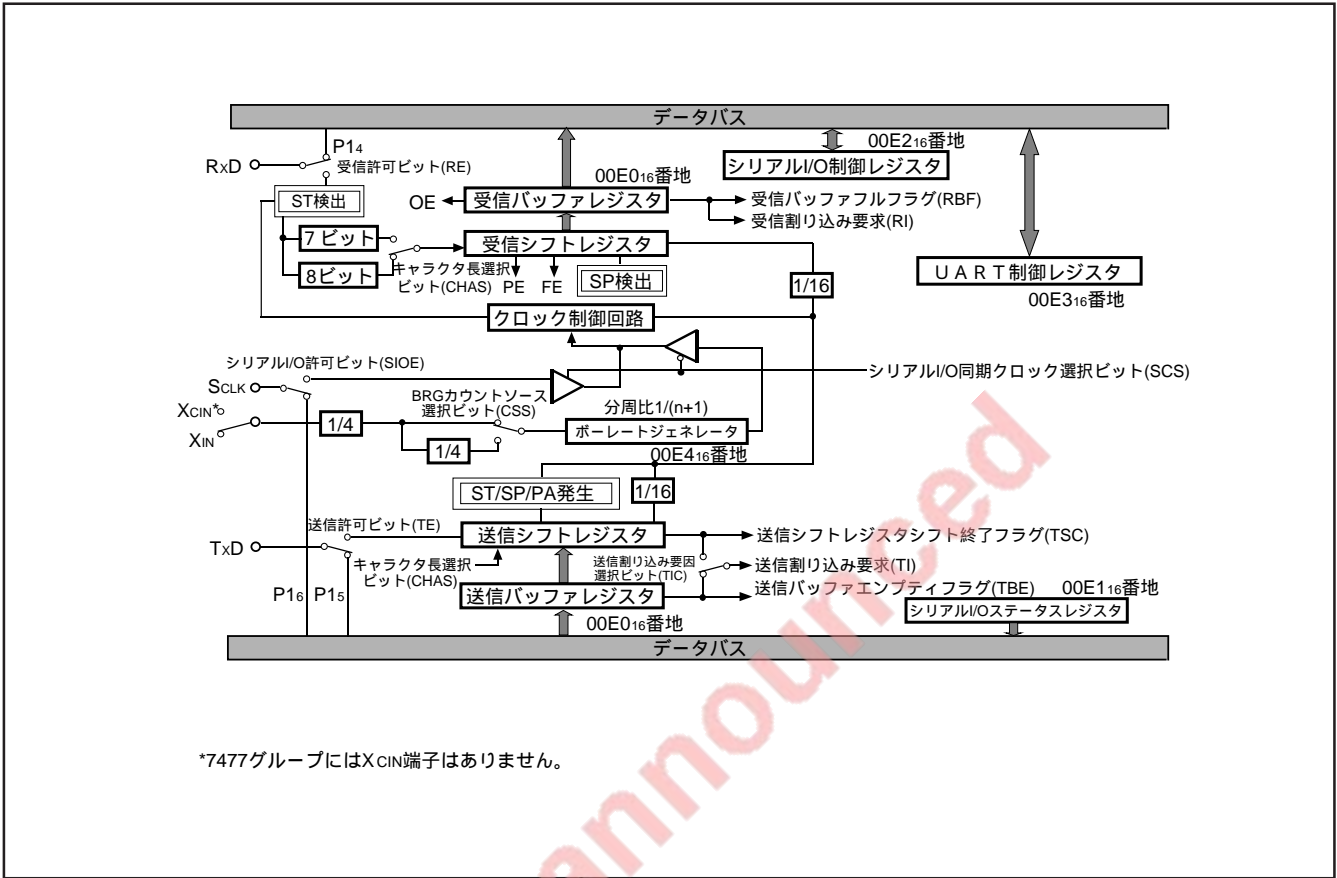 データバス
P14
RxD
受信許可ビット(RE)
ST検出
00E016番地
00E216番地
シリアルI/O制御レジスタ
OE
受信バッファレジスタ
受信バッファフルフラグ(RBF)
受信割り込み要求(RI)
7 ビット
8ビット
キャラクタ長選択
ビット(CHAS)
受信シフトレジスタ
PE
FE
SP検出
1/16
UART制御レジスタ
00E316番地
クロック制御回路
シリアルI/O許可ビット(SIOE)
SCLK
シリアルI/O同期クロック選択ビット(SCS)
XCIN*
XIN
1/4
BRGカウントソース
選択ビット(CSS)
1/4
分周比1/(n+1)
ボーレートジェネレータ
00E416番地
ST/SP/PA発生
1/16
送信許可ビット(TE)
TxD
送信シフトレジスタ
送信シフトレジスタシフト終了フラグ(TSC)
キャラクタ長選択
ビット(CHAS)
送信割り込み要因
選択ビット(TIC)
送信割り込み要求(TI)
P16
P15
送信バッファレジスタ
送信バッファエンプティフラグ(TBE)
00E116番地
シリアルI/Oステータスレジスタ
00E016番地
データバス
*7477グループにはXCIN端子はありません。
announced